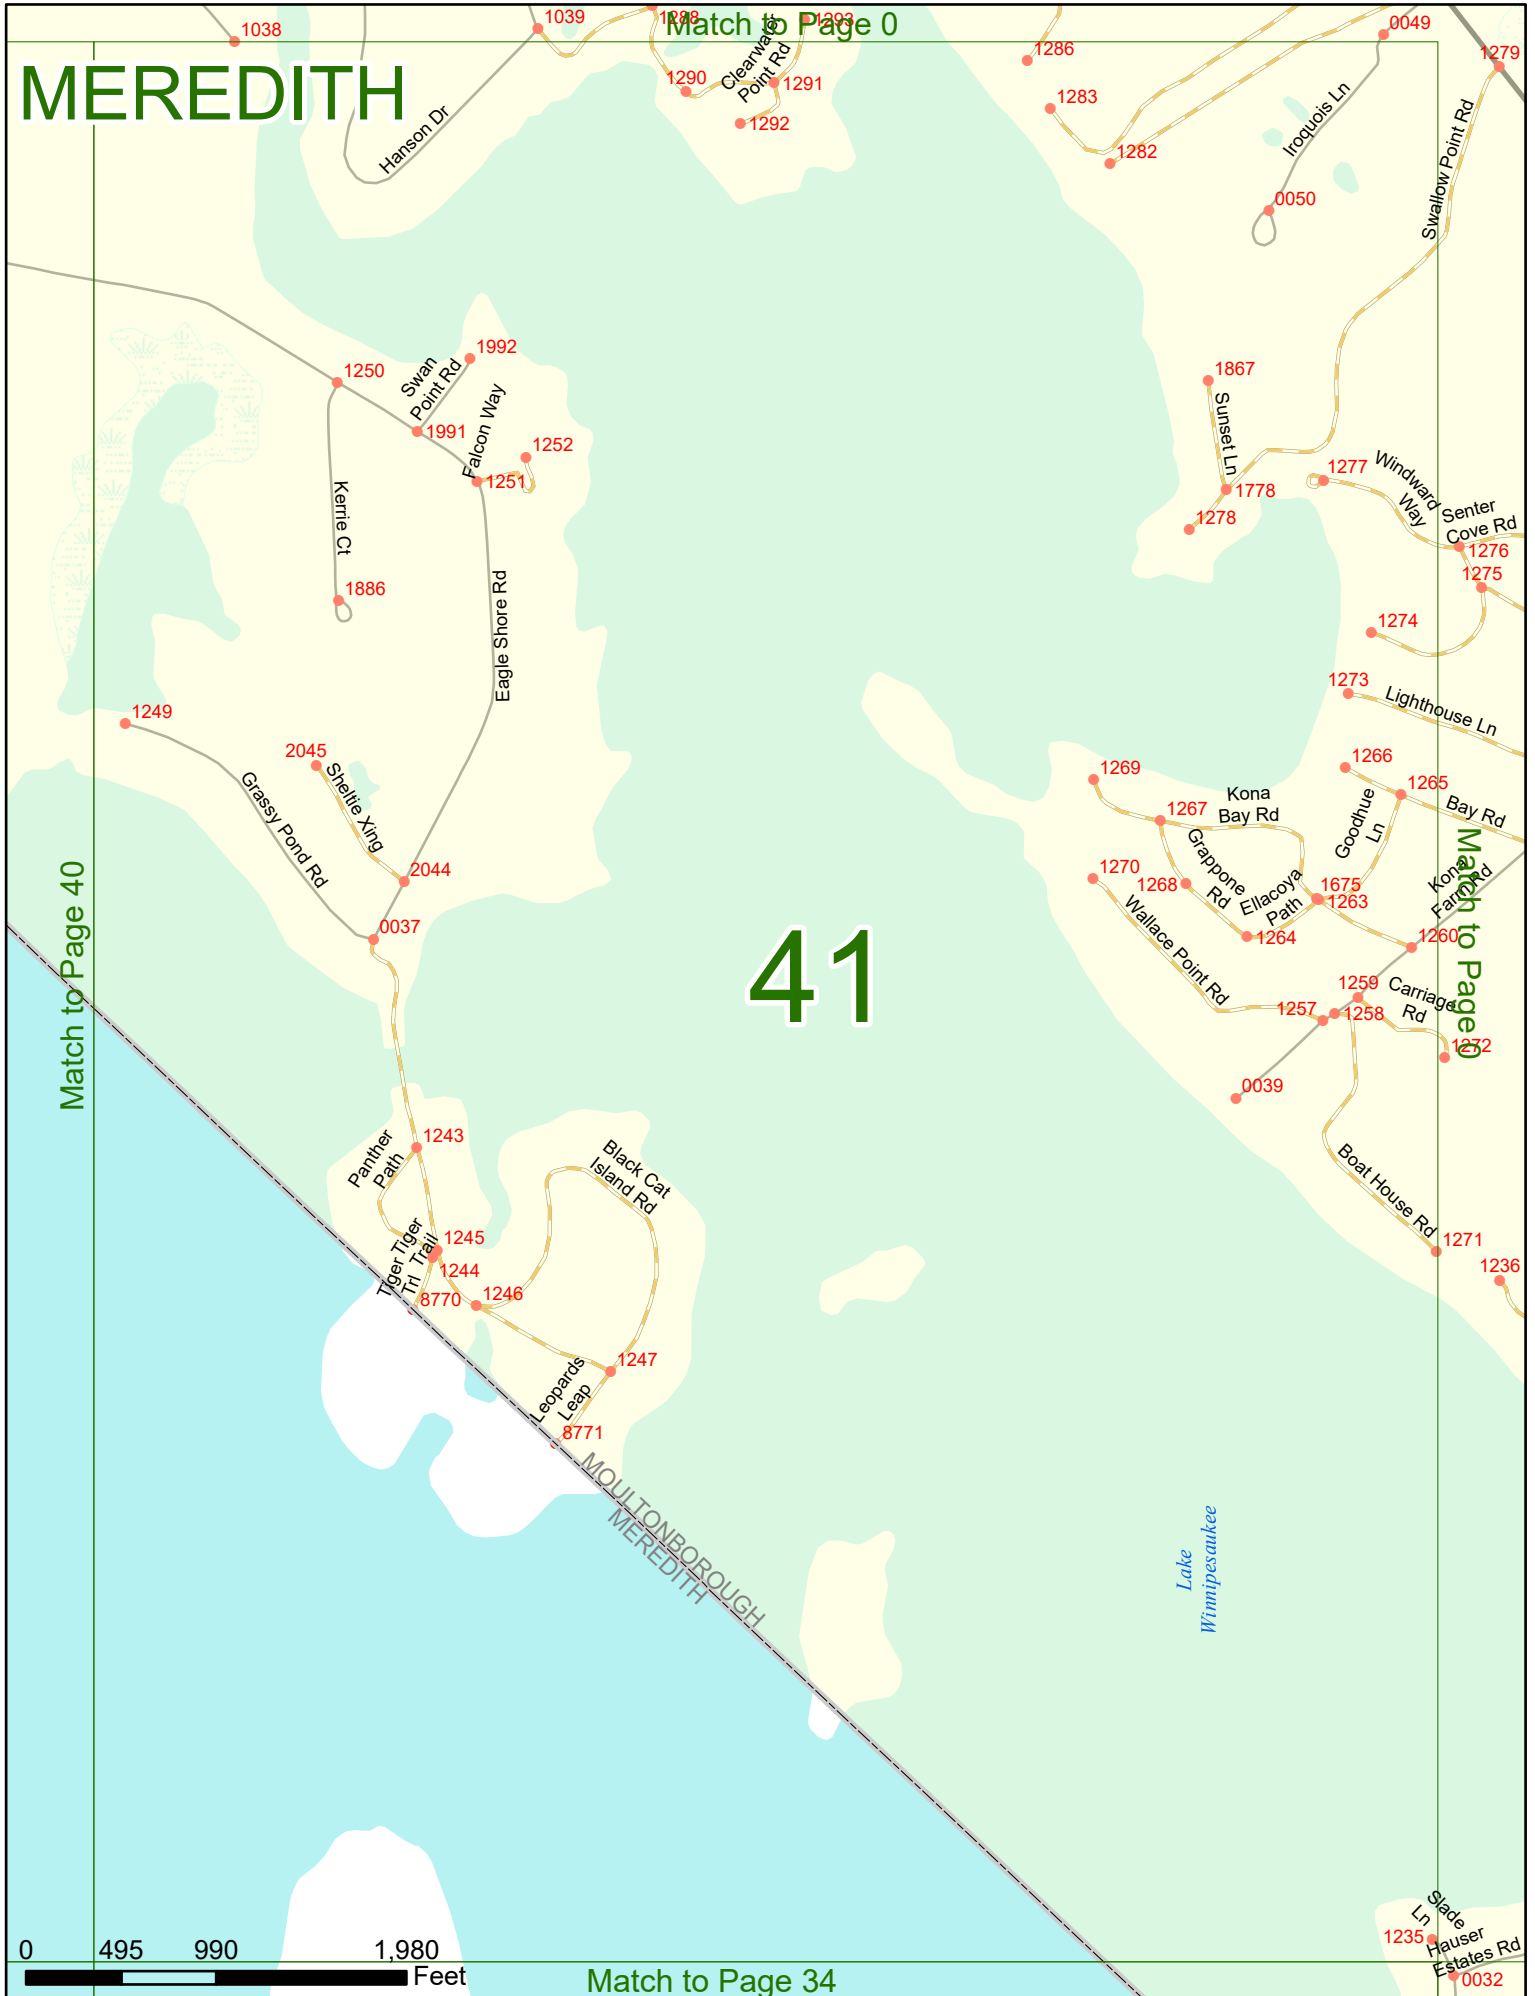 1038
1039
1288
Match to Page 0
1293
1286
0049
1279
MEREDITH
Hanson Dr
1290
Clearwater
Point Rd
1291
1292
1283
1282
Iroquois Ln
Swallow Point Rd
0050
1250
Swan
Point Rd
1992
1991
Falcon Way
1252
1251
Kerrie Ct
1886
Eagle Shore Rd
1867
Sunset Ln
1778
1278
1277
Windward
Way
Senter
Cove Rd
1276
1275
1274
1273
Lighthouse Ln
1249
2045
Sheltie Xing
Grassy Pond Rd
2044
0037
1269
1267
Kona
Bay Rd
1266
1265
Goodhue
Ln
Bay Rd
1270
1268
Grappone
Rd
Ellacoya
Path
1675
1263
1264
Kona
Farm Rd
1260
Wallace Point Rd
1259
1257
1258
Carriage
Rd
1272
0039
Match to Page 40
41
Match to Page 0
1243
Panther
Path
Black Cat
Island Rd
Boat House Rd
1271
1236
Tiger
Trl
Tiger
Trail
1245
1244
8770
1246
1247
Leopards
Leap
8771
MOULTONBOROUGH
MEREDITH
Lake
Winnipesaukee
Slade
Ln
1235
Hauser
Estates Rd
0032
0 495 990 1,980
Feet
Match to Page 34